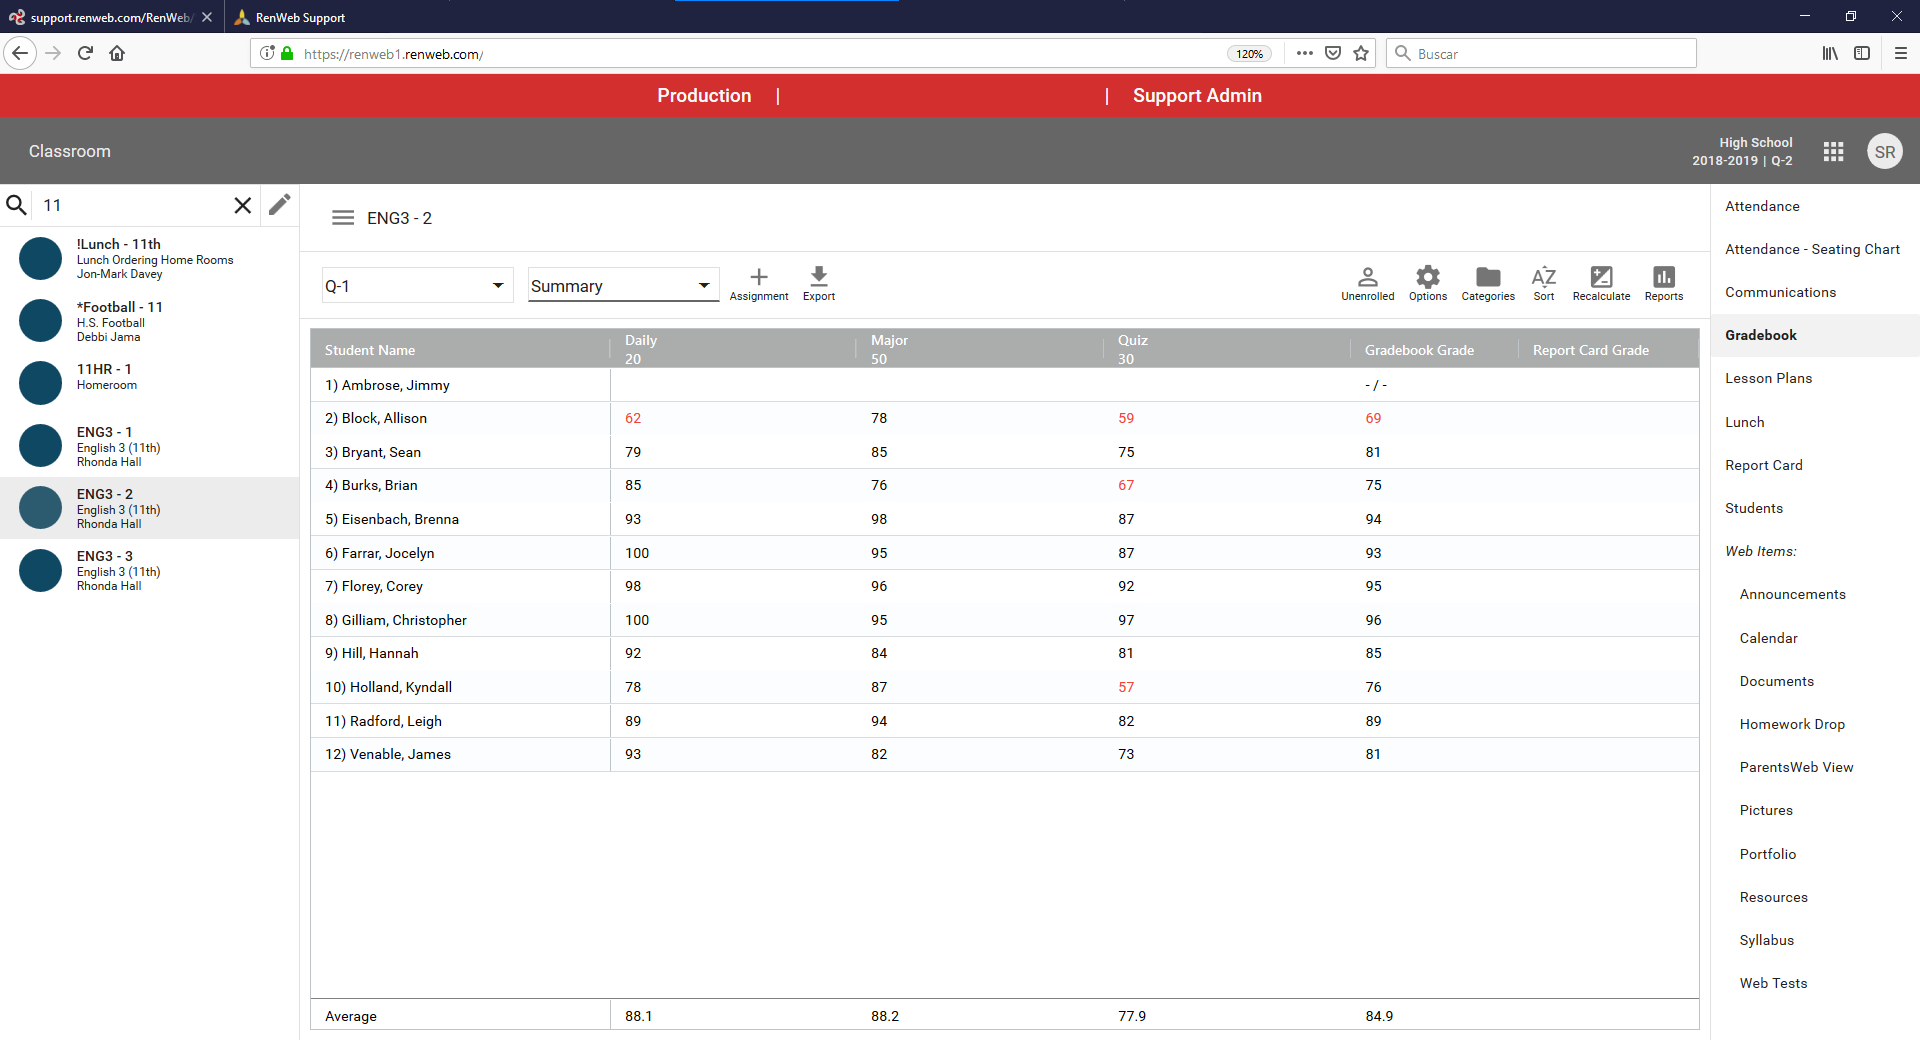 support.renweb.com/RenWeb/
RenWeb Support
https://renweb1.renweb.com/
120%
Buscar
Production | | Support Admin
Classroom
High School
2018-2019 | Q-2
SR
11
!Lunch - 11th
Lunch Ordering Home Rooms
Jon-Mark Davey
*Football - 11
H.S. Football
Debbi Jama
11HR - 1
Homeroom
ENG3 - 1
English 3 (11th)
Rhonda Hall
ENG3 - 2
English 3 (11th)
Rhonda Hall
ENG3 - 3
English 3 (11th)
Rhonda Hall
ENG3 - 2
Q-1
Summary
Assignment
Export
Unenrolled
Options
Categories
AZ
Sort
Recalculate
Reports
Student Name Daily 20 Major 50 Quiz 30 Gradebook Grade Report Card Grade
1) Ambrose, Jimmy - / -
2) Block, Allison 62 78 59 69
3) Bryant, Sean 79 85 75 81
4) Burks, Brian 85 76 67 75
5) Eisenbach, Brenna 93 98 87 94
6) Farrar, Jocelyn 100 95 87 93
7) Florey, Corey 98 96 92 95
8) Gilliam, Christopher 100 95 97 96
9) Hill, Hannah 92 84 81 85
10) Holland, Kyndall 78 87 57 76
11) Radford, Leigh 89 94 82 89
12) Venable, James 93 82 73 81
Average 88.1 88.2 77.9 84.9
Attendance
Attendance - Seating Chart
Communications
Gradebook
Lesson Plans
Lunch
Report Card
Students
Web Items:
Announcements
Calendar
Documents
Homework Drop
ParentsWeb View
Pictures
Portfolio
Resources
Syllabus
Web Tests